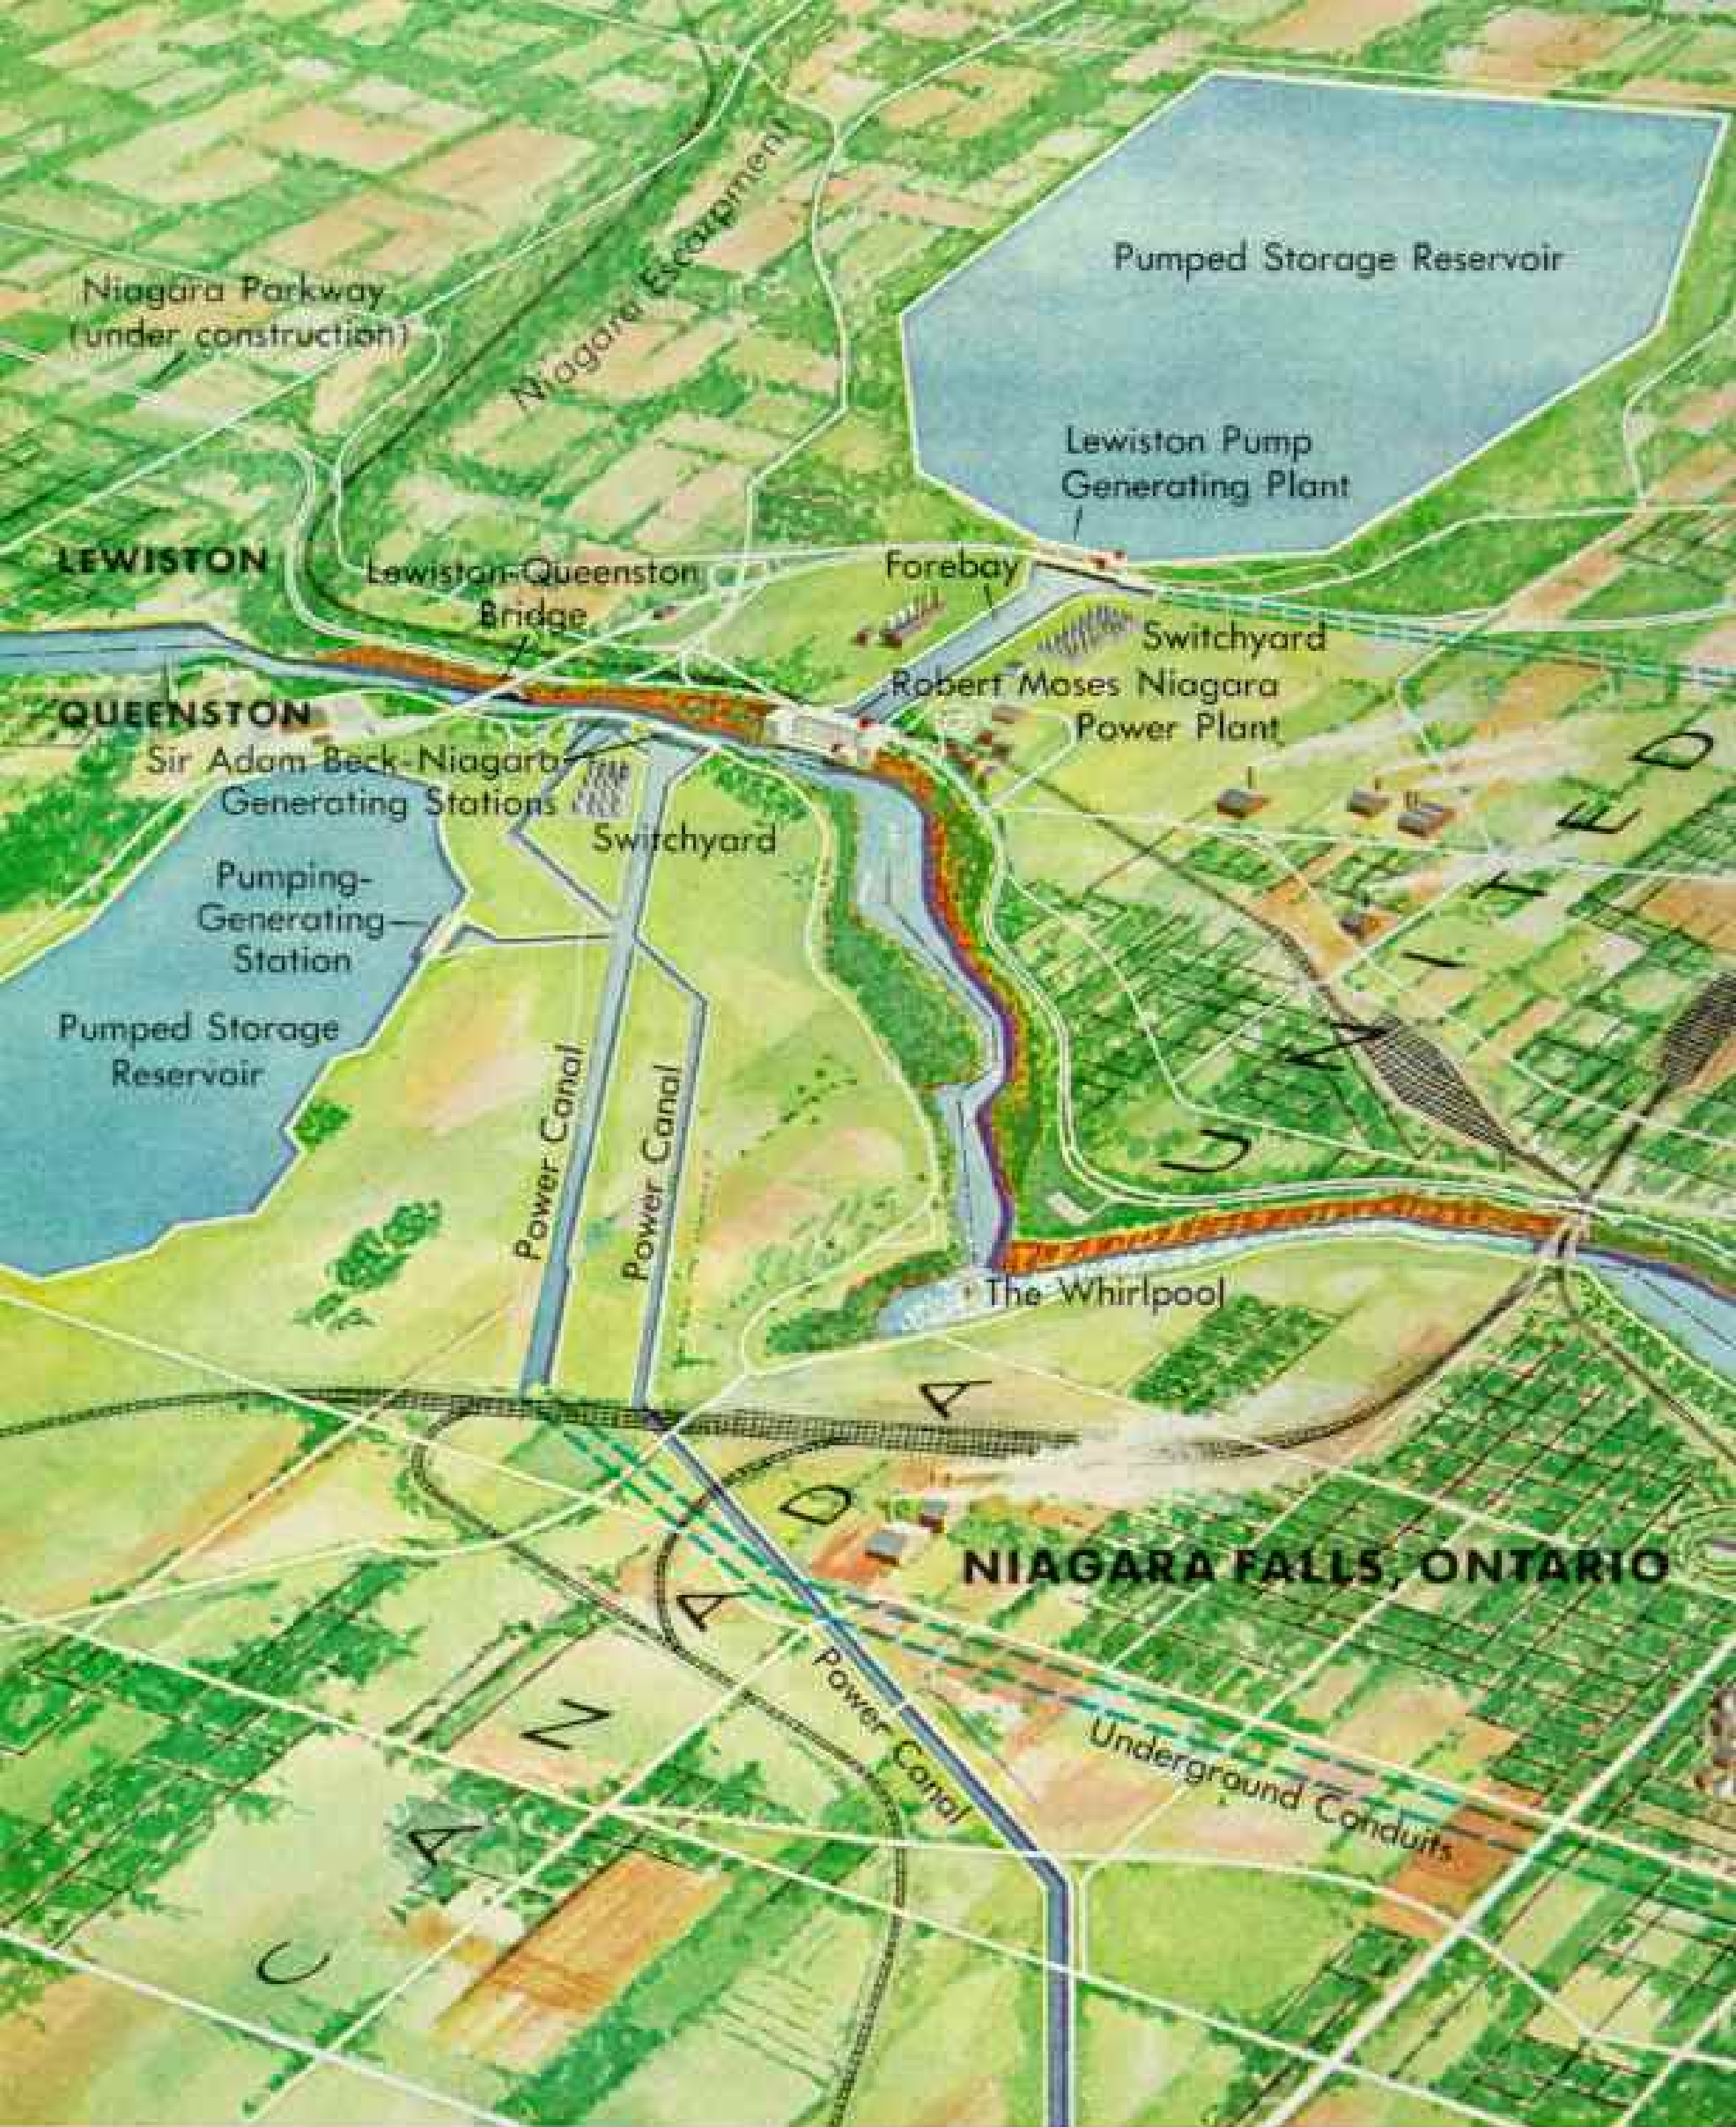 Niagara Escarpment
Pumped Storage Reservoir
Niagara Parkway
(under construction)
Lewiston Pump
Generating Plant
LEWISTON
Lewiston-Queenston
Bridge
Forebay
Switchyard
QUEENSTON
Robert Moses Niagara
Power Plant
Sir Adam Beck-Niagara
Generating Stations
Switchyard
UNITED
Pumping-
Generating
Station
Pumped Storage
Reservoir
Power Canal
Power Canal
The Whirlpool
CANADA
NIAGARA FALLS, ONTARIO
Power Canal
Underground Conduits